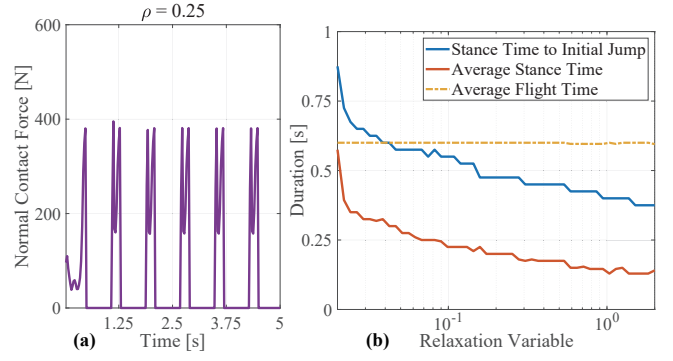 ρ = 0.25
Normal Contact Force [N]
600
400
200
0
1.25
2.5
3.75
5
(a)
Time [s]
Stance Time to Initial Jump
Average Stance Time
Average Flight Time
Duration [s]
1
0.75
0.5
0.25
0
10⁻¹
10⁰
(b)
Relaxation Variable